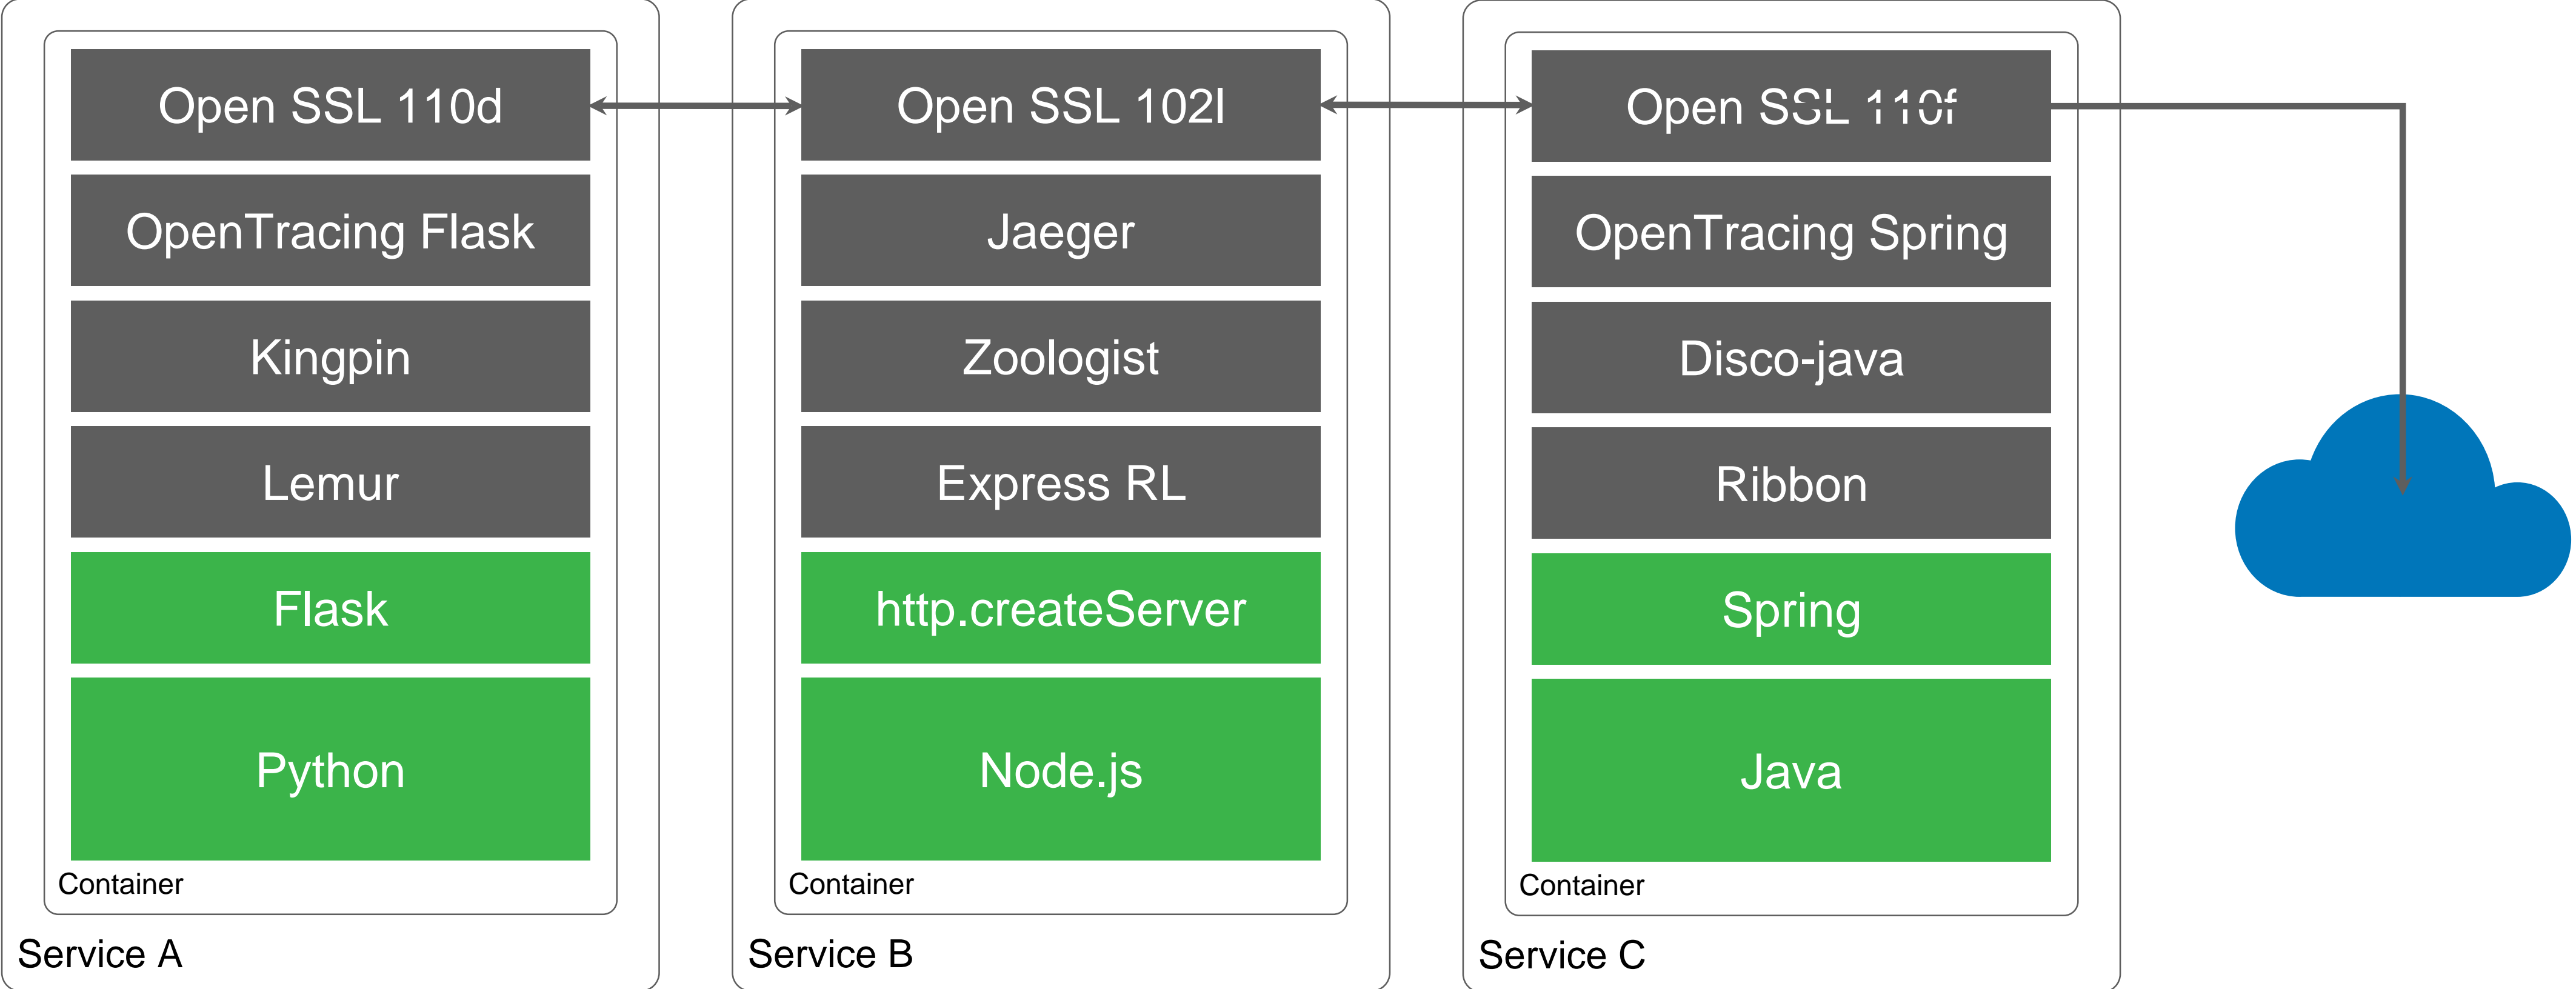 Open SSL 110d
OpenTracing Flask
Kingpin
Lemur
Flask
Python
Container
Service A
Open SSL 102l
Jaeger
Zoologist
Express RL
http.createServer
Node.js
Container
Service B
Open SSL 110f
OpenTracing Spring
Disco-java
Ribbon
Spring
Java
Container
Service C